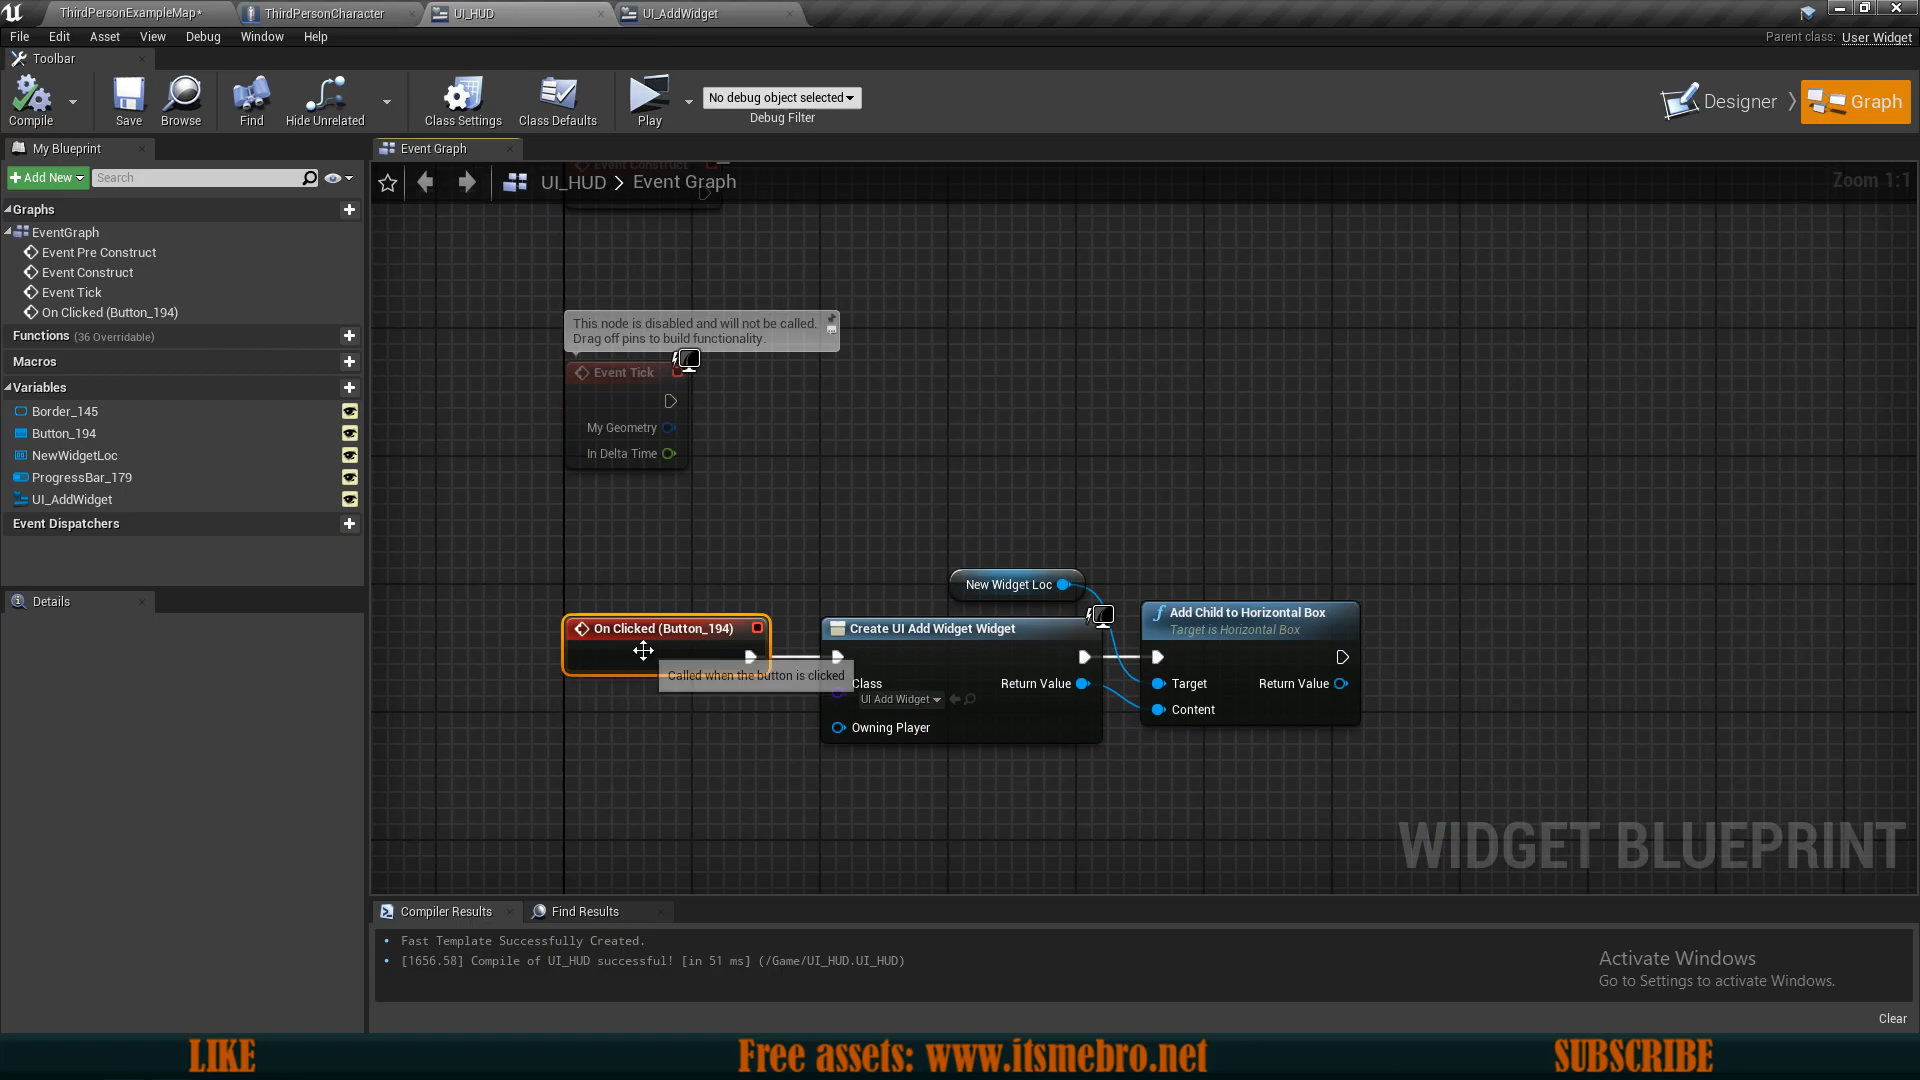 ThirdPersonExampleMap*
ThirdPersonCharacter
UI_HUD
UI_AddWidget
File
Edit
Asset
View
Debug
Window
Help
Parent class: User Widget
Toolbar
Compile
Save
Browse
Find
Hide Unrelated
Class Settings
Class Defaults
Play
No debug object selected
Debug Filter
Designer
Graph
My Blueprint
Event Graph
Add New
Search
UI_HUD > Event Graph
Zoom 1:1
Event Construct
Graphs
EventGraph
Event Pre Construct
Event Construct
Event Tick
On Clicked (Button_194)
Functions (36 Overridable)
Macros
Variables
Border_145
Button_194
NewWidgetLoc
ProgressBar_179
UI_AddWidget
Event Dispatchers
Details
This node is disabled and will not be called.
Drag off pins to build functionality.
Event Tick
My Geometry
In Delta Time
New Widget Loc
On Clicked (Button_194)
Called when the button is clicked
Create UI Add Widget Widget
Class
UI Add Widget
Return Value
Owning Player
Add Child to Horizontal Box
Target is Horizontal Box
Target
Return Value
Content
WIDGET BLUEPRINT
Compiler Results
Find Results
Fast Template Successfully Created.
[1656.58] Compile of UI_HUD successful! [in 51 ms] (/Game/UI_HUD.UI_HUD)
Activate Windows
Go to Settings to activate Windows.
Clear
LIKE
Free assets: www.itsmebro.net
SUBSCRIBE